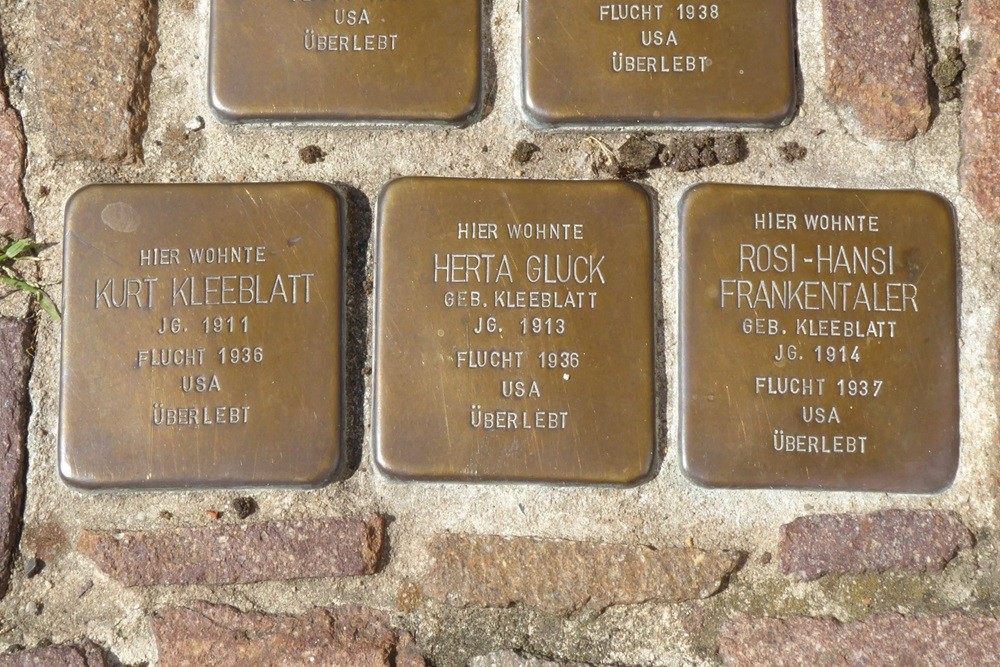 USA
ÜBERLEBT
FLUCHT 1938
USA
ÜBERLEBT
HIER WOHNTE
KURT KLEEBLATT
JG. 1911
FLUCHT 1936
USA
ÜBERLEBT
HIER WOHNTE
HERTA GLUCK
GEB. KLEEBLATT
JG. 1913
FLUCHT 1936
USA
ÜBERLEBT
HIER WOHNTE
ROSI-HANSI
FRANKENTALER
GEB. KLEEBLATT
JG. 1914
FLUCHT 1937
USA
ÜBERLEBT